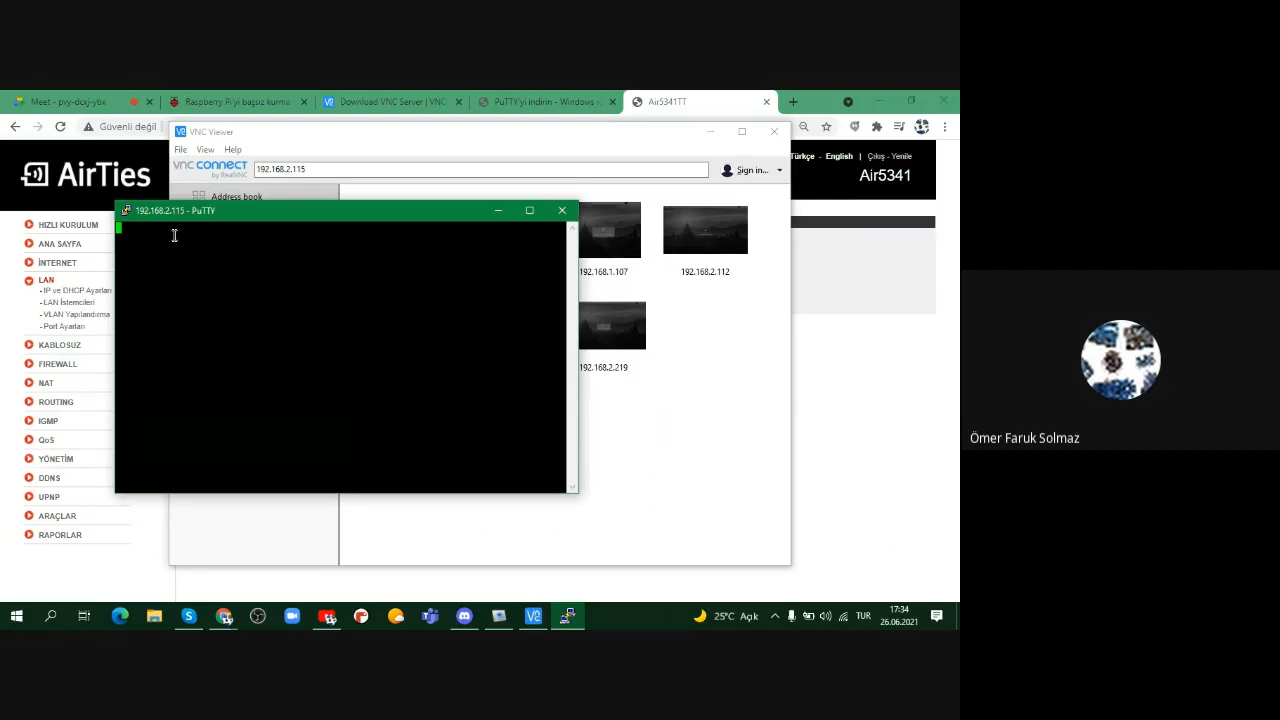 Meet - pvy-dcxj-ybx
Raspberry Pi'yi başsız kurma
Download VNC Server | VNC
PuTTY'yi indirin - Windows i
Air5341TT
Güvenli değil
VNC Viewer
File View Help
vnc connect
by RealVNC
192.168.2.115
Sign in...
Address book
AirTies
Türkçe - English | Çıkış - Yenile
Air5341
192.168.2.115 - PuTTY
HIZLI KURULUM
ANA SAYFA
İNTERNET
LAN
- IP ve DHCP Ayarları
- LAN İstemcileri
- VLAN Yapılandırma
- Port Ayarları
KABLOSUZ
FIREWALL
NAT
ROUTING
IGMP
QoS
YÖNETİM
DDNS
UPNP
ARAÇLAR
RAPORLAR
192.168.1.107
192.168.2.112
192.168.2.219
Ömer Faruk Solmaz
25°C Açık
TUR
17:34
26.06.2021